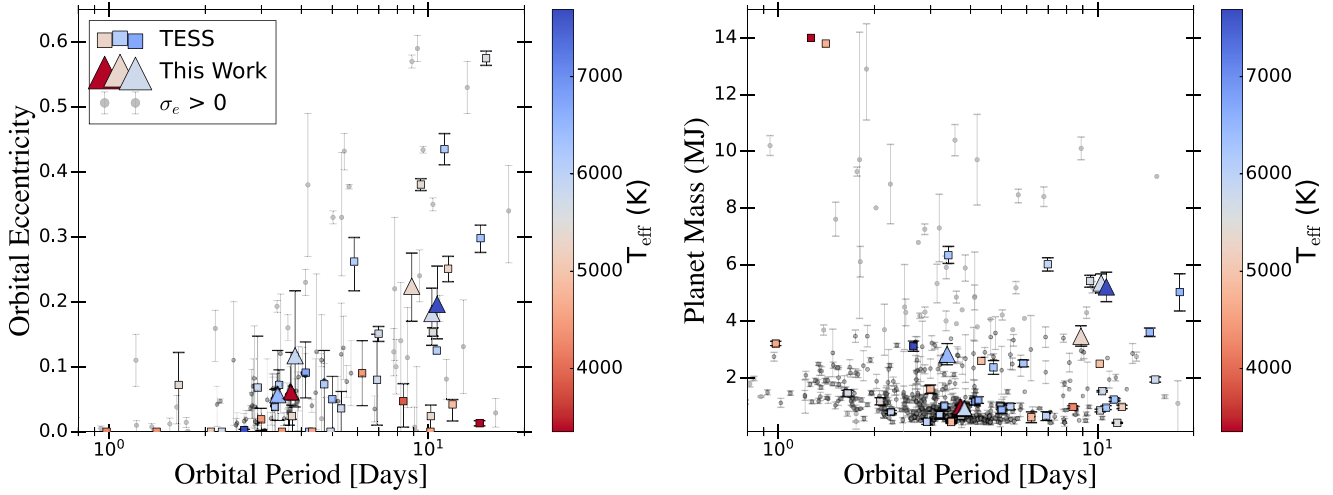 0.6
0.5
0.4
0.3
0.2
0.1
0.0
Orbital Eccentricity
TESS
This Work
σₑ > 0
10⁰
10¹
Orbital Period [Days]
7000
6000
5000
4000
T_eff (K)
14
12
10
8
6
4
2
Planet Mass (MJ)
10⁰
10¹
Orbital Period [Days]
7000
6000
5000
4000
T_eff (K)